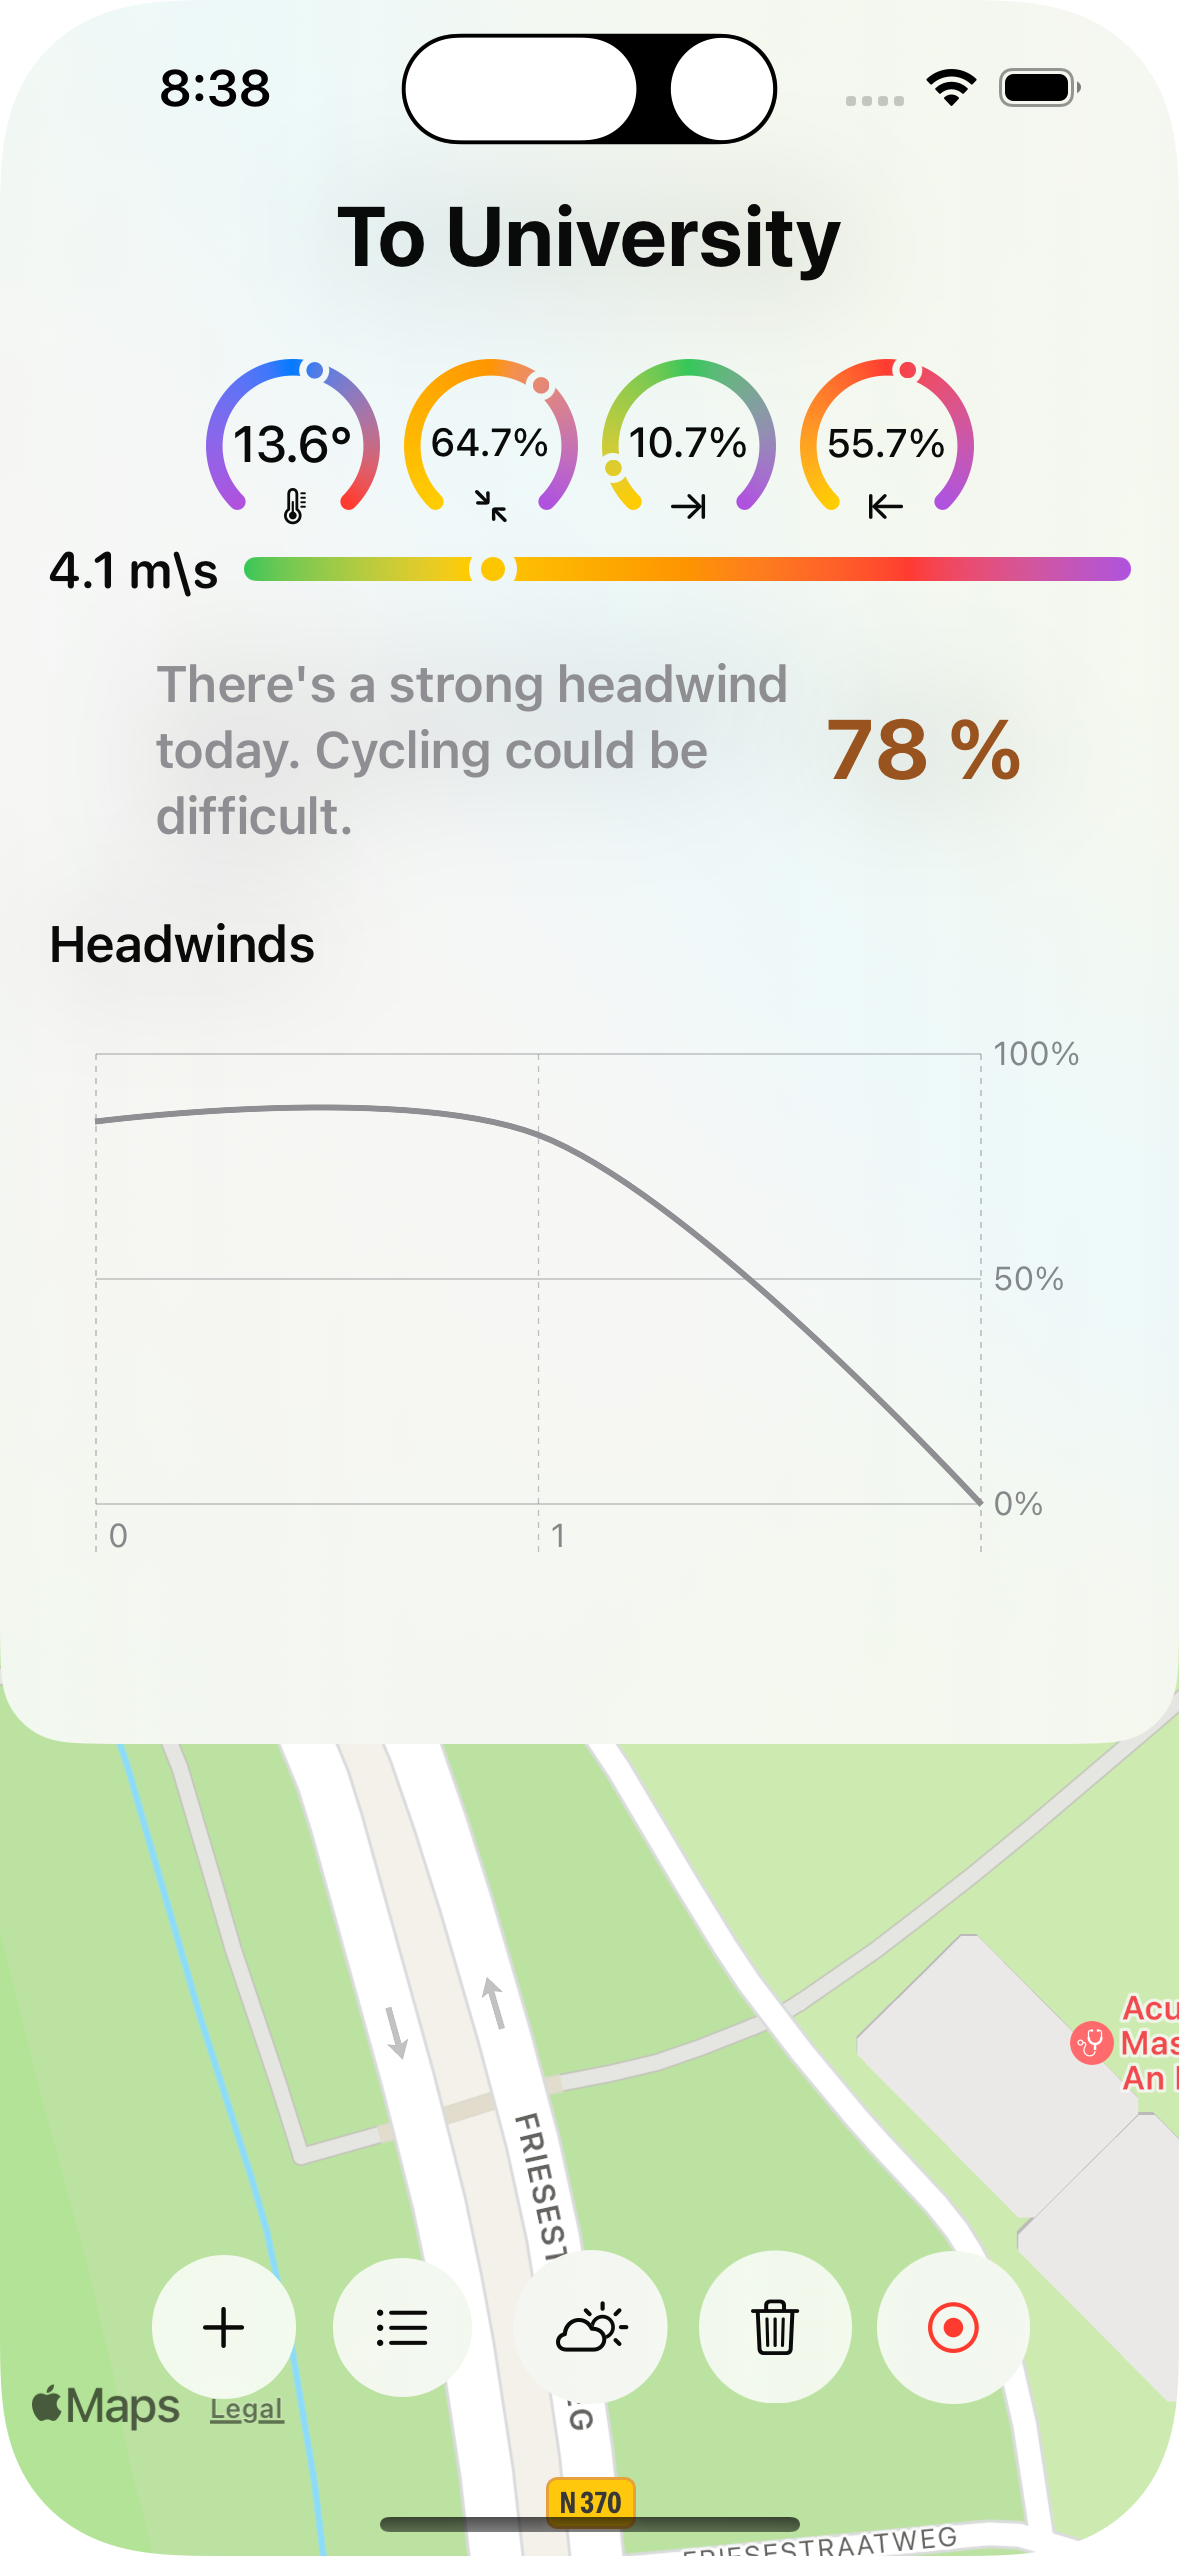 8:38
To University
13.6°
64.7%
10.7%
55.7%
4.1 m\s
There's a strong headwind
today. Cycling could be
difficult.
78 %
Headwinds
100%
50%
0%
0
1
Acu
Mas
An
FRIESEST
EG
Maps
Legal
N 370
FRIESESTRAATWEG